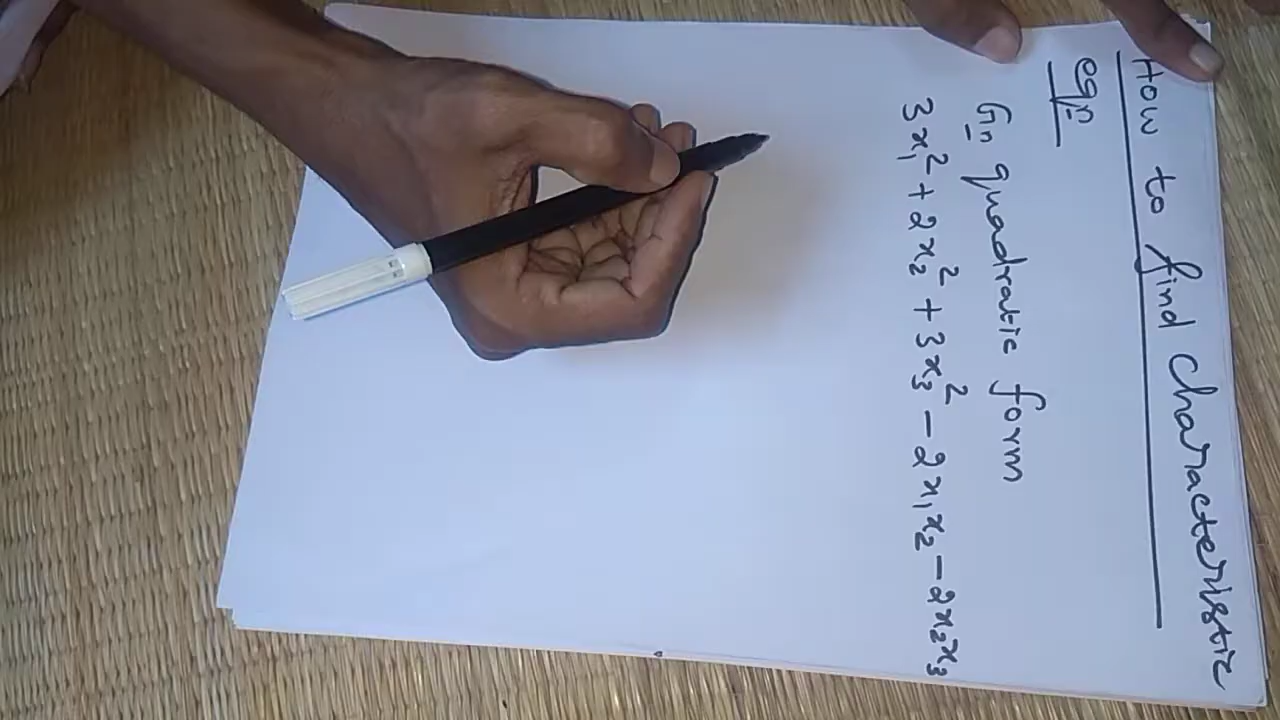 How to find characteristic
eqn.
Gn quadratic form
3x₁² + 2x₂² + 3x₃² - 2x₁x₂ - 2x₂x₃